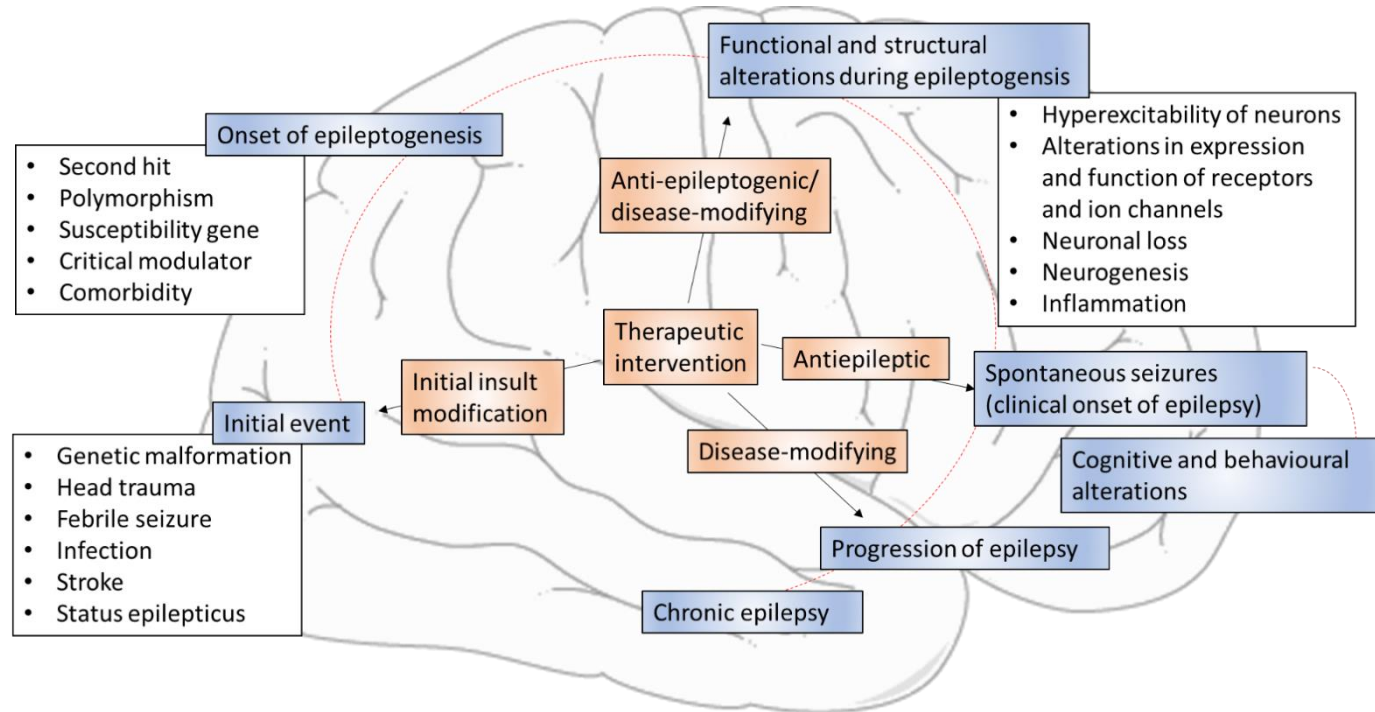 Functional and structural
alterations during epileptogensis
Onset of epileptogenesis
• Second hit
• Polymorphism
• Susceptibility gene
• Critical modulator
• Comorbidity
• Hyperexcitability of neurons
• Alterations in expression
and function of receptors
and ion channels
• Neuronal loss
• Neurogenesis
• Inflammation
Anti-epileptogenic/
disease-modifying
Therapeutic
intervention
Antiepileptic
Initial insult
modification
Spontaneous seizures
(clinical onset of epilepsy)
Initial event
• Genetic malformation
• Head trauma
• Febrile seizure
• Infection
• Stroke
• Status epilepticus
Disease-modifying
Cognitive and behavioural
alterations
Progression of epilepsy
Chronic epilepsy